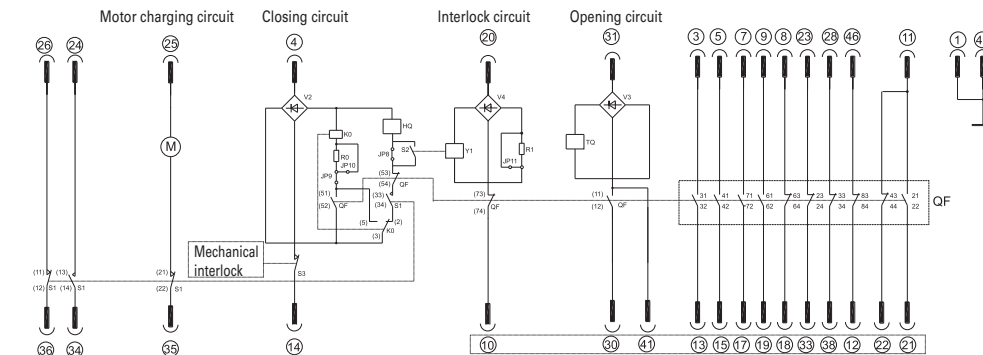 Motor charging circuit Closing circuit Interlock circuit Opening circuit
26 24 25 4 20 31 3 5 7 9 8 23 28 46 11 1 4
V2 V4 V3
M
K0 HQ
R0 JP10 JP8 S2 Y1 R1 JP11 TQ
JP9
(53)
(54) QF
(51)
(52) QF
(33)
(34) S1
(5) (2)
K0
(3)
(73)
(74) QF
(11)
(12) QF
31 41 71 61 63 23 33 83 43 21
32 42 72 62 64 24 34 84 44 22
QF
Mechanical
interlock
S3
(11) (13) (21)
(12) S1 (14) S1 (22) S1
36 34 35 14 10 30 41 13 15 17 19 18 33 38 12 22 21